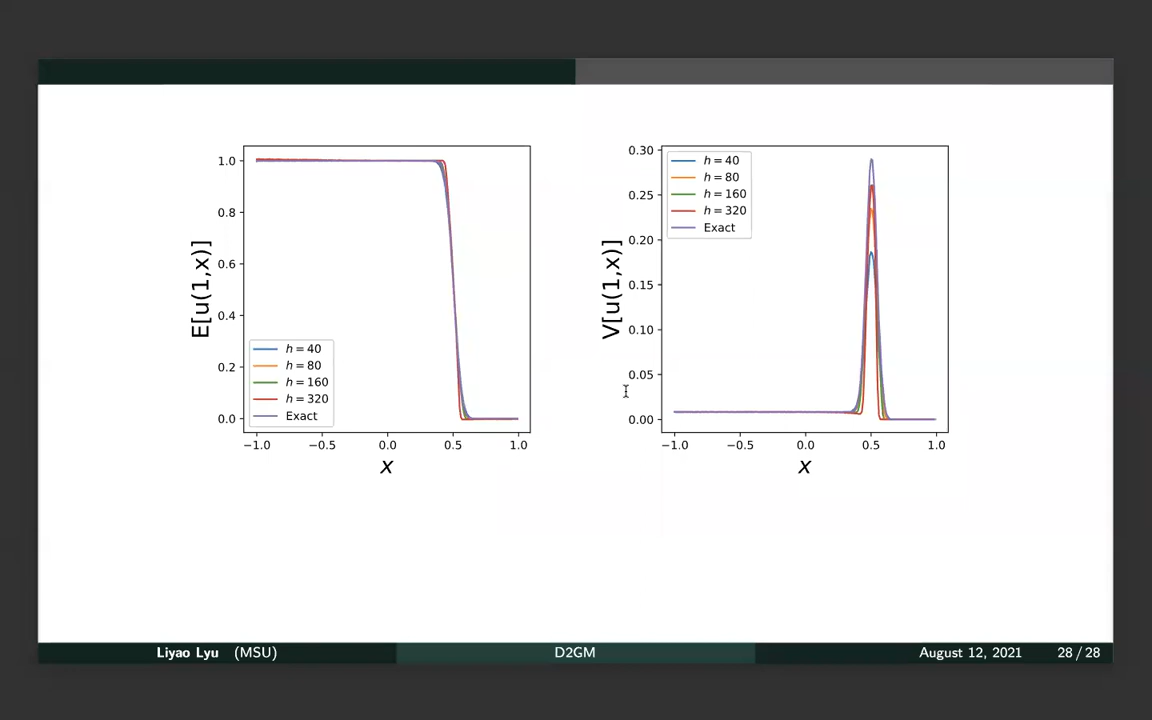 E[u(1,x)]
1.0
0.8
0.6
0.4
0.2
0.0
h = 40
h = 80
h = 160
h = 320
Exact
−1.0 −0.5 0.0 0.5 1.0
x
V[u(1,x)]
0.30
0.25
0.20
0.15
0.10
0.05
0.00
h = 40
h = 80
h = 160
h = 320
Exact
−1.0 −0.5 0.0 0.5 1.0
x
Liyao Lyu (MSU) D2GM August 12, 2021 28 / 28